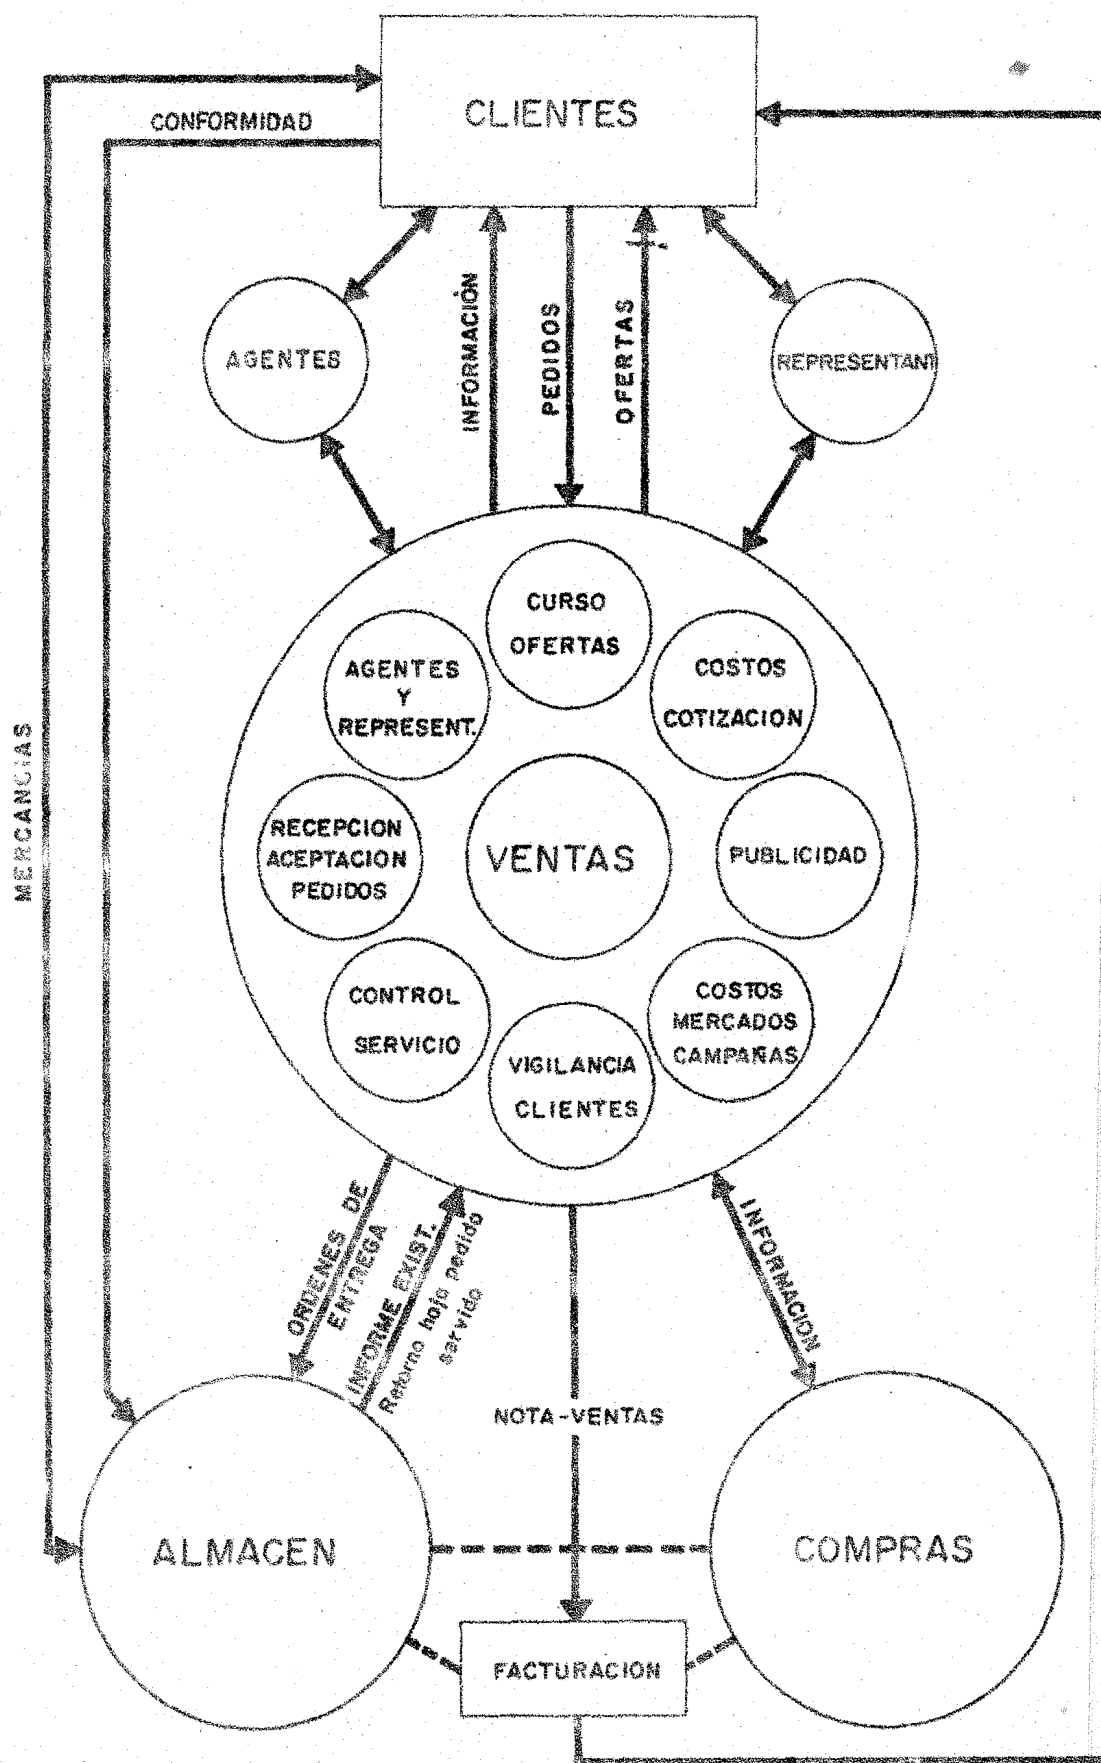 CLIENTES
CONFORMIDAD
AGENTES
INFORMACIÓN
PEDIDOS
OFERTAS
REPRESENTANT
CURSO
OFERTAS
AGENTES
Y
REPRESENT.
COSTOS
COTIZACION
MERCANCIAS
RECEPCION
ACEPTACION
PEDIDOS
VENTAS
PUBLICIDAD
CONTROL
SERVICIO
COSTOS
MERCADOS
CAMPAÑAS
VIGILANCIA
CLIENTES
ORDENES DE
ENTREGA
INFORME EXIST.
Retorno hoja pedido
servido
INFORMACION
NOTA-VENTAS
ALMACEN
COMPRAS
FACTURACION